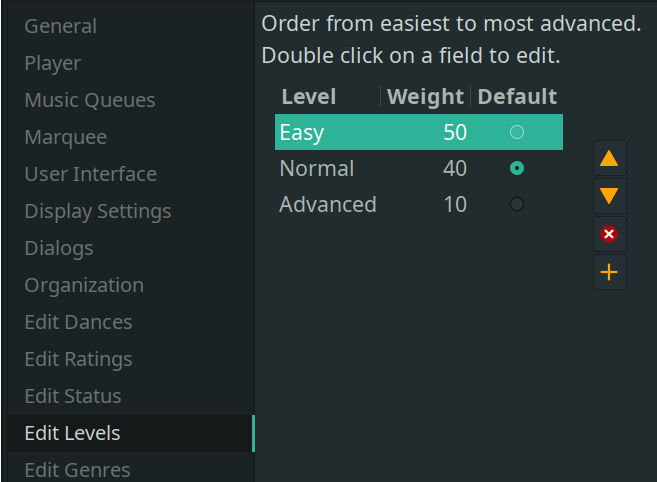 General
Player
Music Queues
Marquee
User Interface
Display Settings
Dialogs
Organization
Edit Dances
Edit Ratings
Edit Status
Edit Levels
Edit Genres
Order from easiest to most advanced.
Double click on a field to edit.
Level Weight Default
Easy 50
Normal 40
Advanced 10